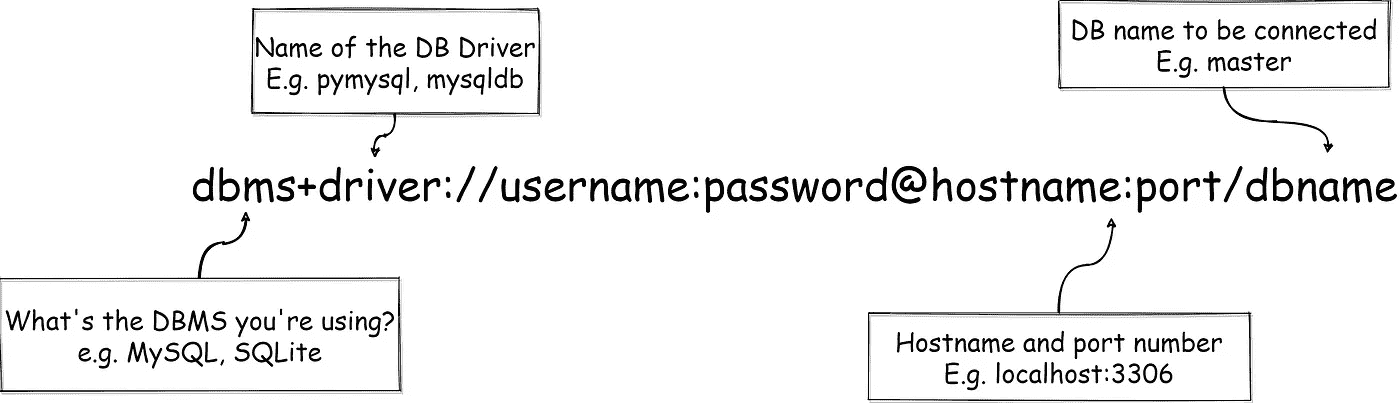 Name of the DB Driver
E.g. pymysql, mysqldb
DB name to be connected
E.g. master
dbms+driver://username:password@hostname:port/dbname
What's the DBMS you're using?
e.g. MySQL, SQLite
Hostname and port number
E.g. localhost:3306